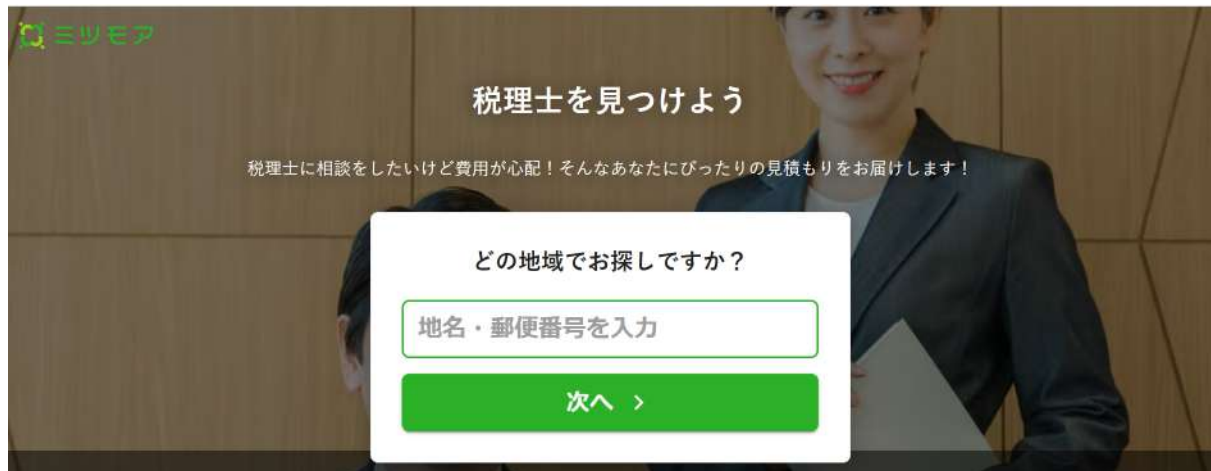 ミツモア
税理士を見つけよう
税理士に相談をしたいけど費用が心配！そんなあなたにぴったりの見積もりをお届けします！
どの地域でお探しですか？
地名・郵便番号を入力
次へ >